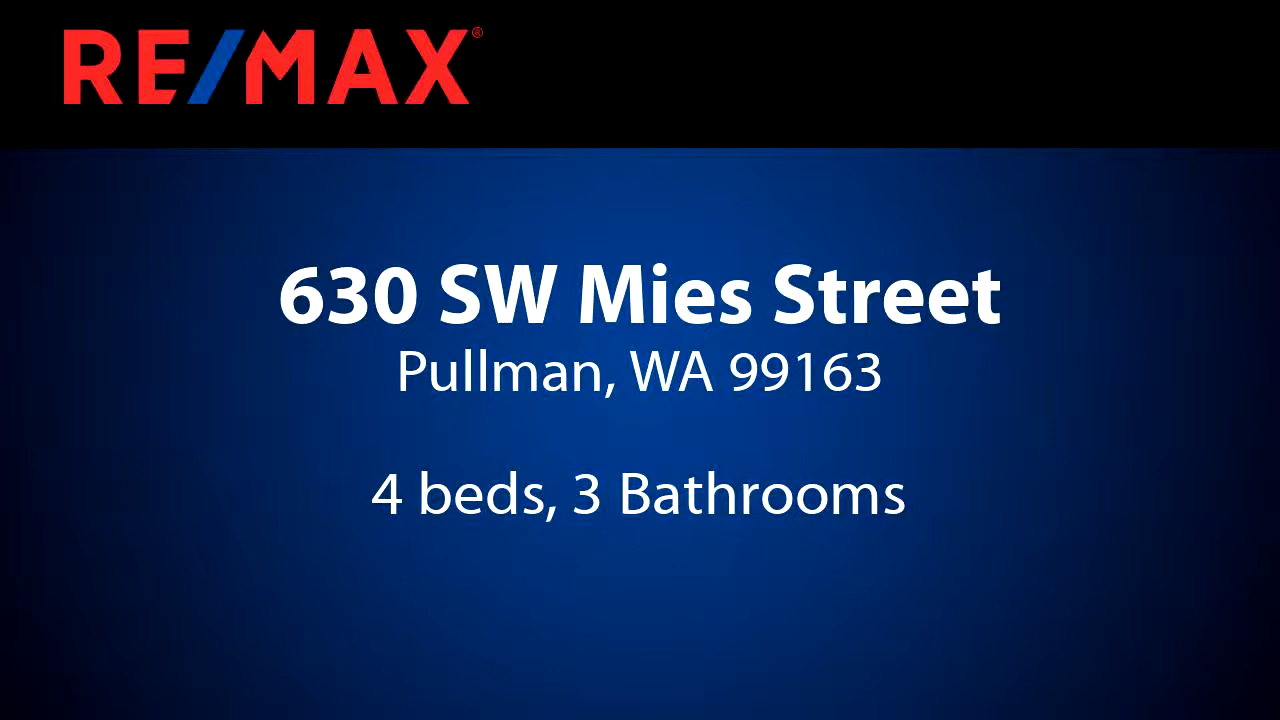 RE/MAX®
630 SW Mies Street
Pullman, WA 99163
4 beds, 3 Bathrooms